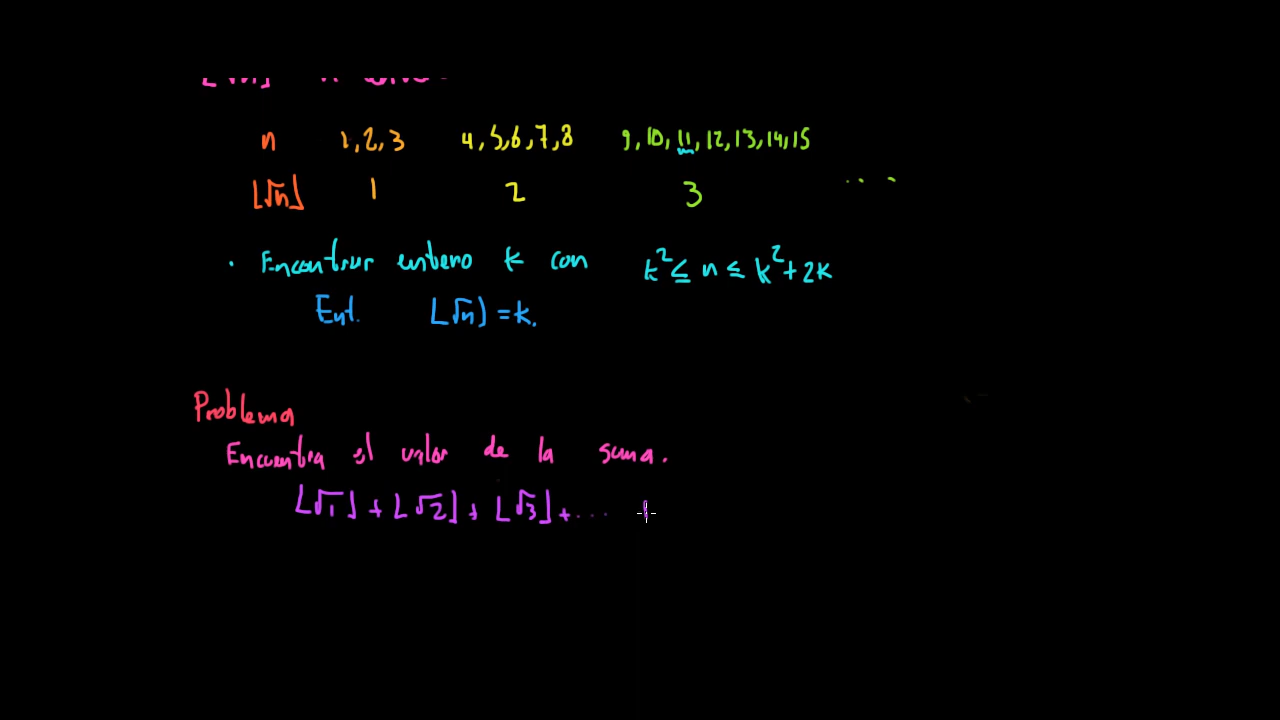 n 1,2,3 4,5,6,7,8 9,10,11,12,13,14,15
⌊√n⌋ 1 2 3 ....
· Encontrar entero k con k² ≤ n ≤ k²+2k
Ent. ⌊√n⌋ = k.
Problema
Encuentra el valor de la suma.
⌊√1⌋ + ⌊√2⌋ + ⌊√3⌋ + ... +